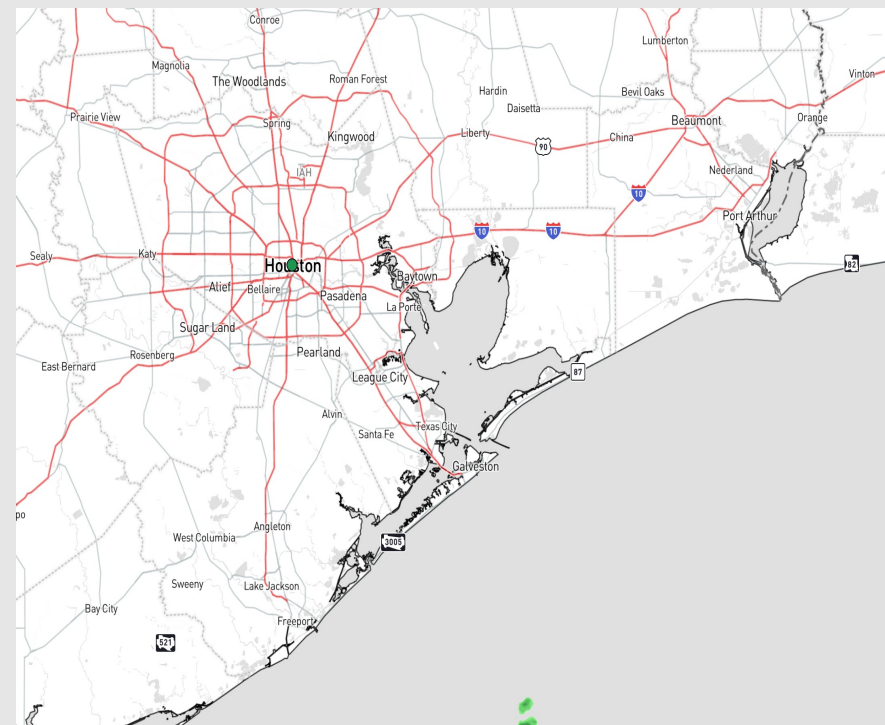 Conroe
Lumberton
Magnolia
The Woodlands
Roman Forest
Vinton
Hardin
Bevil Oaks
Daisetta
Prairie View
Spring
Beaumont
Orange
Kingwood
Liberty
China
90
IAH
Nederland
10
Port Arthur
10
10
Sealy
Katy
Houston
82
Baytown
Alief
Bellaire
Pasadena
La Porte
Sugar Land
Pearland
Rosenberg
East Bernard
87
League City
Alvin
Santa Fe
Texas City
Galveston
po
Angleton
West Columbia
3005
Sweeny
Lake Jackson
Bay City
Freeport
521